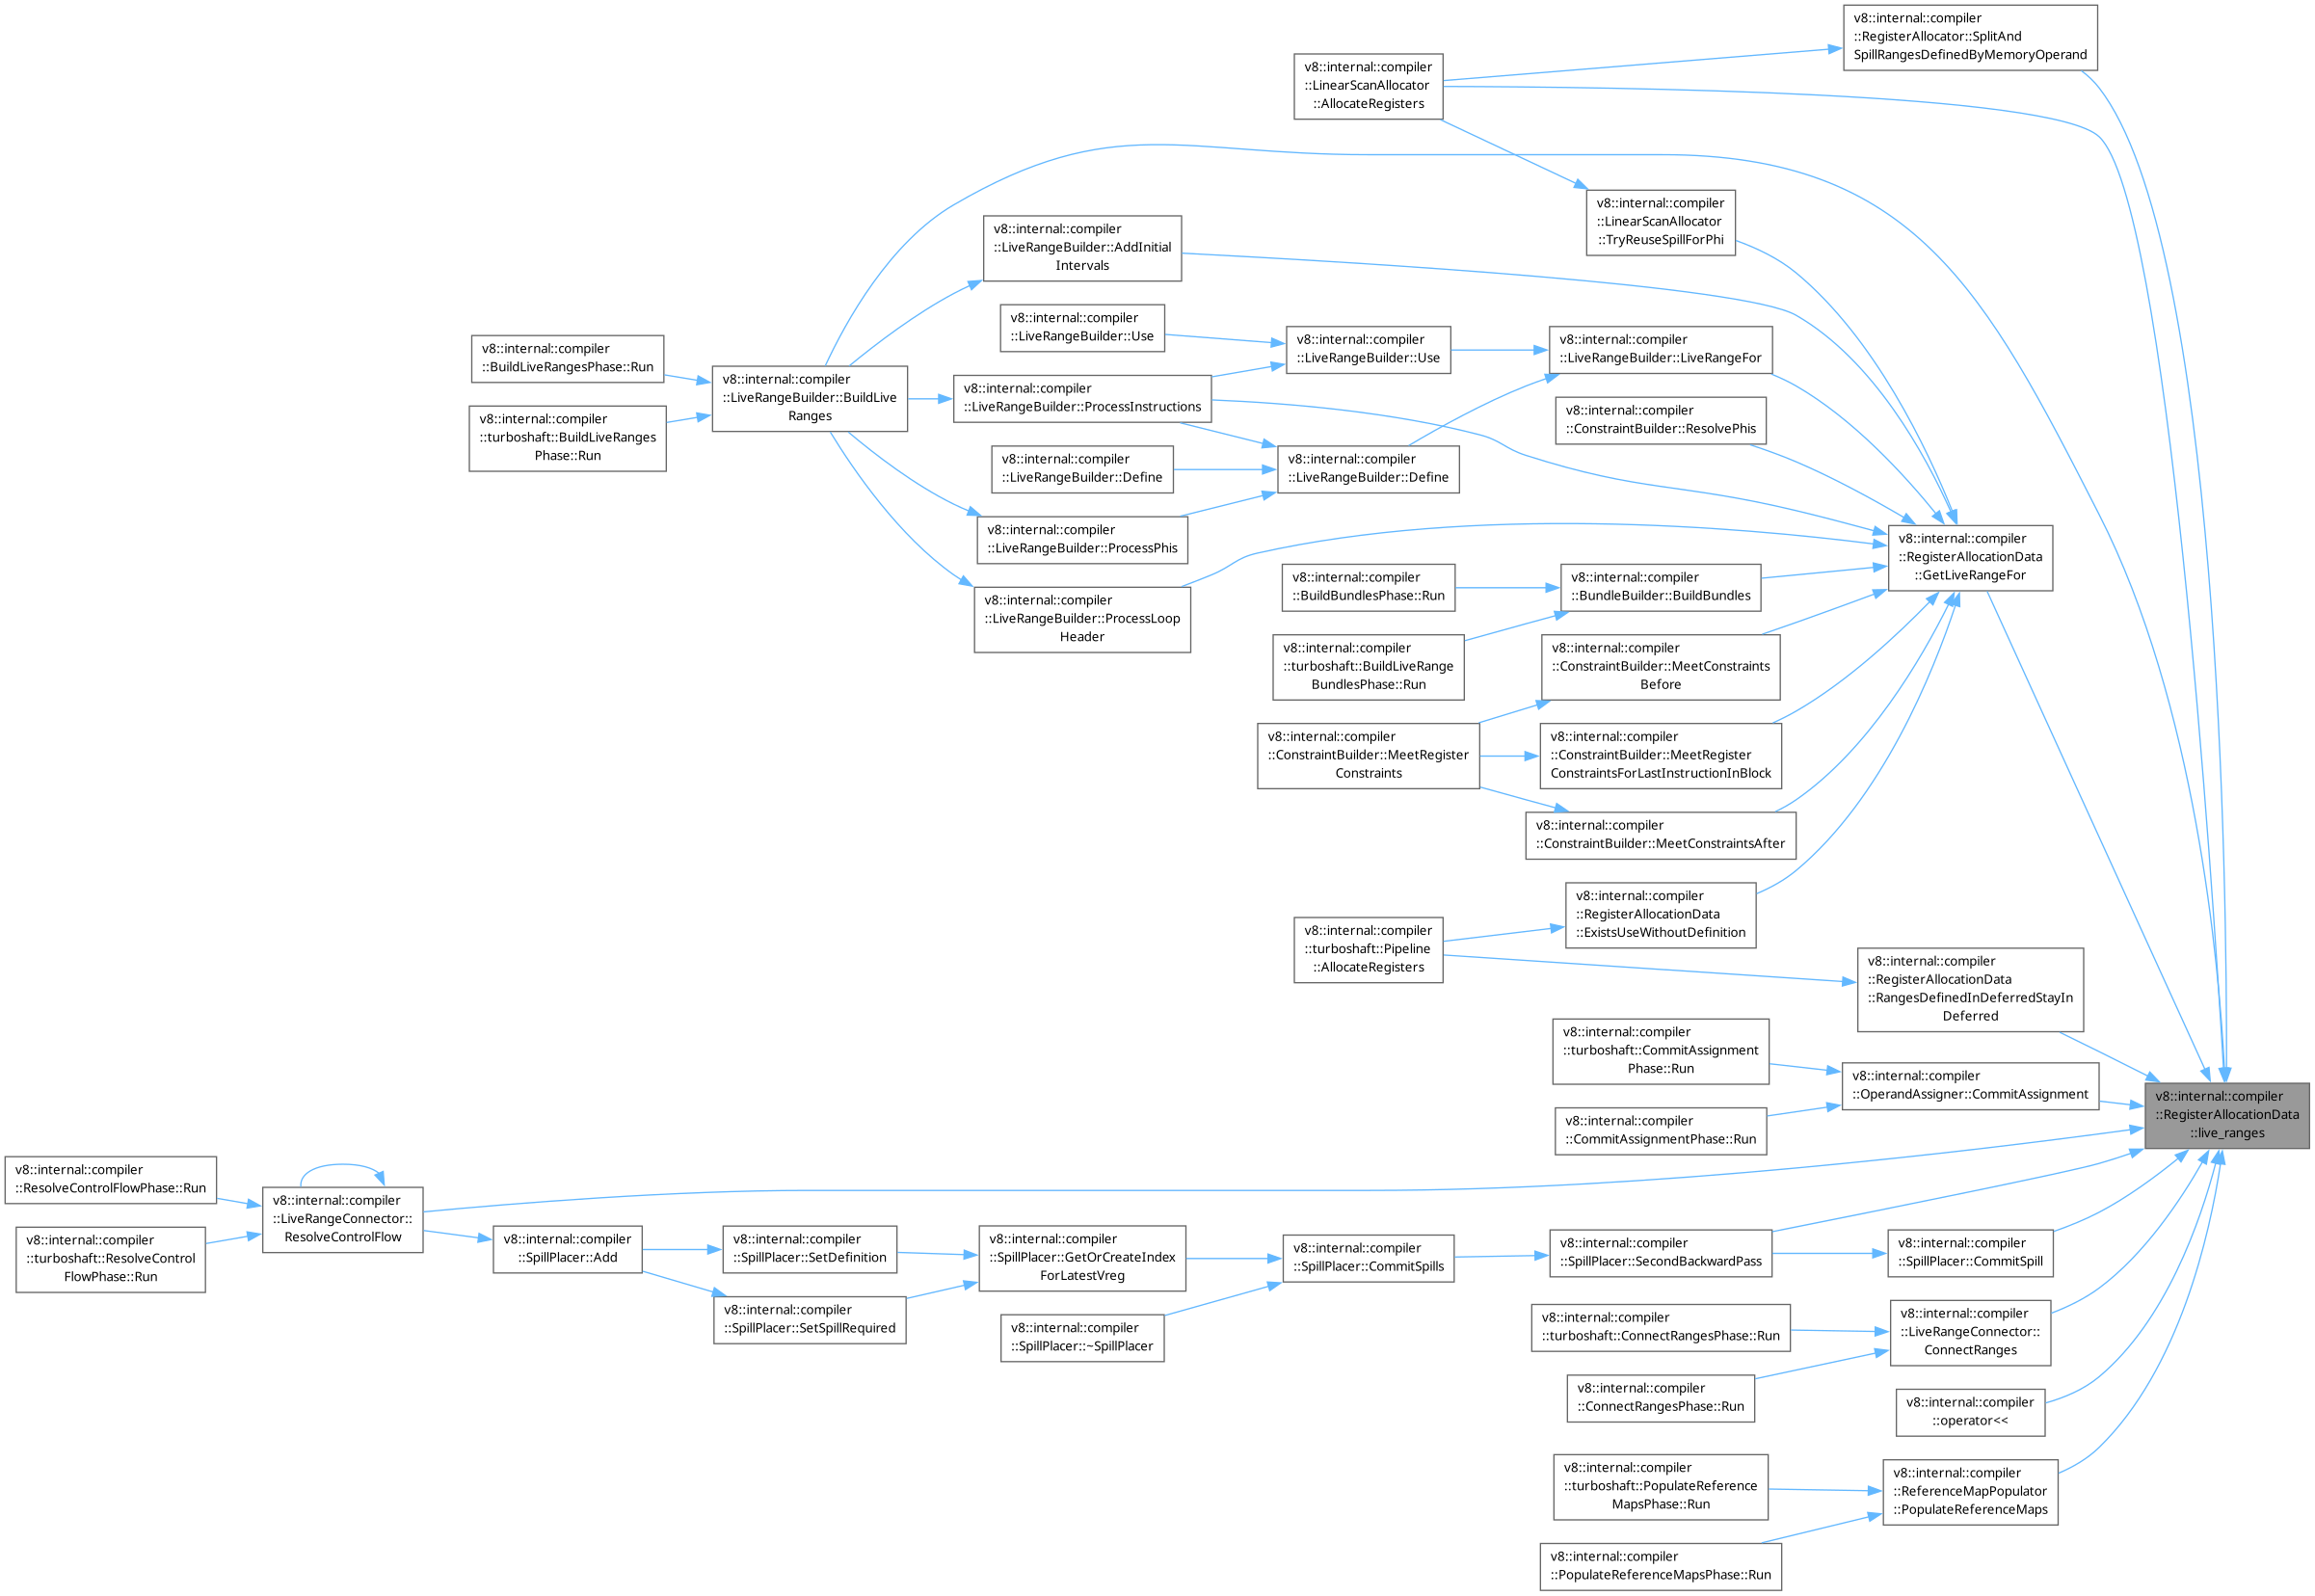 v8::internal::compiler
::RegisterAllocator::SplitAnd
SpillRangesDefinedByMemoryOperand
v8::internal::compiler
::LinearScanAllocator
::AllocateRegisters
v8::internal::compiler
::LinearScanAllocator
::TryReuseSpillForPhi
v8::internal::compiler
::LiveRangeBuilder::AddInitial
Intervals
v8::internal::compiler
::LiveRangeBuilder::Use
v8::internal::compiler
::LiveRangeBuilder::Use
v8::internal::compiler
::LiveRangeBuilder::LiveRangeFor
v8::internal::compiler
::BuildLiveRangesPhase::Run
v8::internal::compiler
::LiveRangeBuilder::BuildLive
Ranges
v8::internal::compiler
::LiveRangeBuilder::ProcessInstructions
v8::internal::compiler
::ConstraintBuilder::ResolvePhis
v8::internal::compiler
::turboshaft::BuildLiveRanges
Phase::Run
v8::internal::compiler
::LiveRangeBuilder::Define
v8::internal::compiler
::LiveRangeBuilder::Define
v8::internal::compiler
::LiveRangeBuilder::ProcessPhis
v8::internal::compiler
::RegisterAllocationData
::GetLiveRangeFor
v8::internal::compiler
::LiveRangeBuilder::ProcessLoop
Header
v8::internal::compiler
::BuildBundlesPhase::Run
v8::internal::compiler
::BundleBuilder::BuildBundles
v8::internal::compiler
::turboshaft::BuildLiveRange
BundlesPhase::Run
v8::internal::compiler
::ConstraintBuilder::MeetConstraints
Before
v8::internal::compiler
::ConstraintBuilder::MeetRegister
Constraints
v8::internal::compiler
::ConstraintBuilder::MeetRegister
ConstraintsForLastInstructionInBlock
v8::internal::compiler
::ConstraintBuilder::MeetConstraintsAfter
v8::internal::compiler
::RegisterAllocationData
::ExistsUseWithoutDefinition
v8::internal::compiler
::turboshaft::Pipeline
::AllocateRegisters
v8::internal::compiler
::RegisterAllocationData
::RangesDefinedInDeferredStayIn
Deferred
v8::internal::compiler
::turboshaft::CommitAssignment
Phase::Run
v8::internal::compiler
::OperandAssigner::CommitAssignment
v8::internal::compiler
::RegisterAllocationData
::live_ranges
v8::internal::compiler
::CommitAssignmentPhase::Run
v8::internal::compiler
::ResolveControlFlowPhase::Run
v8::internal::compiler
::LiveRangeConnector::
ResolveControlFlow
v8::internal::compiler
::turboshaft::ResolveControl
FlowPhase::Run
v8::internal::compiler
::SpillPlacer::Add
v8::internal::compiler
::SpillPlacer::SetDefinition
v8::internal::compiler
::SpillPlacer::GetOrCreateIndex
ForLatestVreg
v8::internal::compiler
::SpillPlacer::CommitSpills
v8::internal::compiler
::SpillPlacer::SecondBackwardPass
v8::internal::compiler
::SpillPlacer::CommitSpill
v8::internal::compiler
::SpillPlacer::SetSpillRequired
v8::internal::compiler
::SpillPlacer::~SpillPlacer
v8::internal::compiler
::turboshaft::ConnectRangesPhase::Run
v8::internal::compiler
::LiveRangeConnector::
ConnectRanges
v8::internal::compiler
::ConnectRangesPhase::Run
v8::internal::compiler
::operator<<
v8::internal::compiler
::turboshaft::PopulateReference
MapsPhase::Run
v8::internal::compiler
::ReferenceMapPopulator
::PopulateReferenceMaps
v8::internal::compiler
::PopulateReferenceMapsPhase::Run